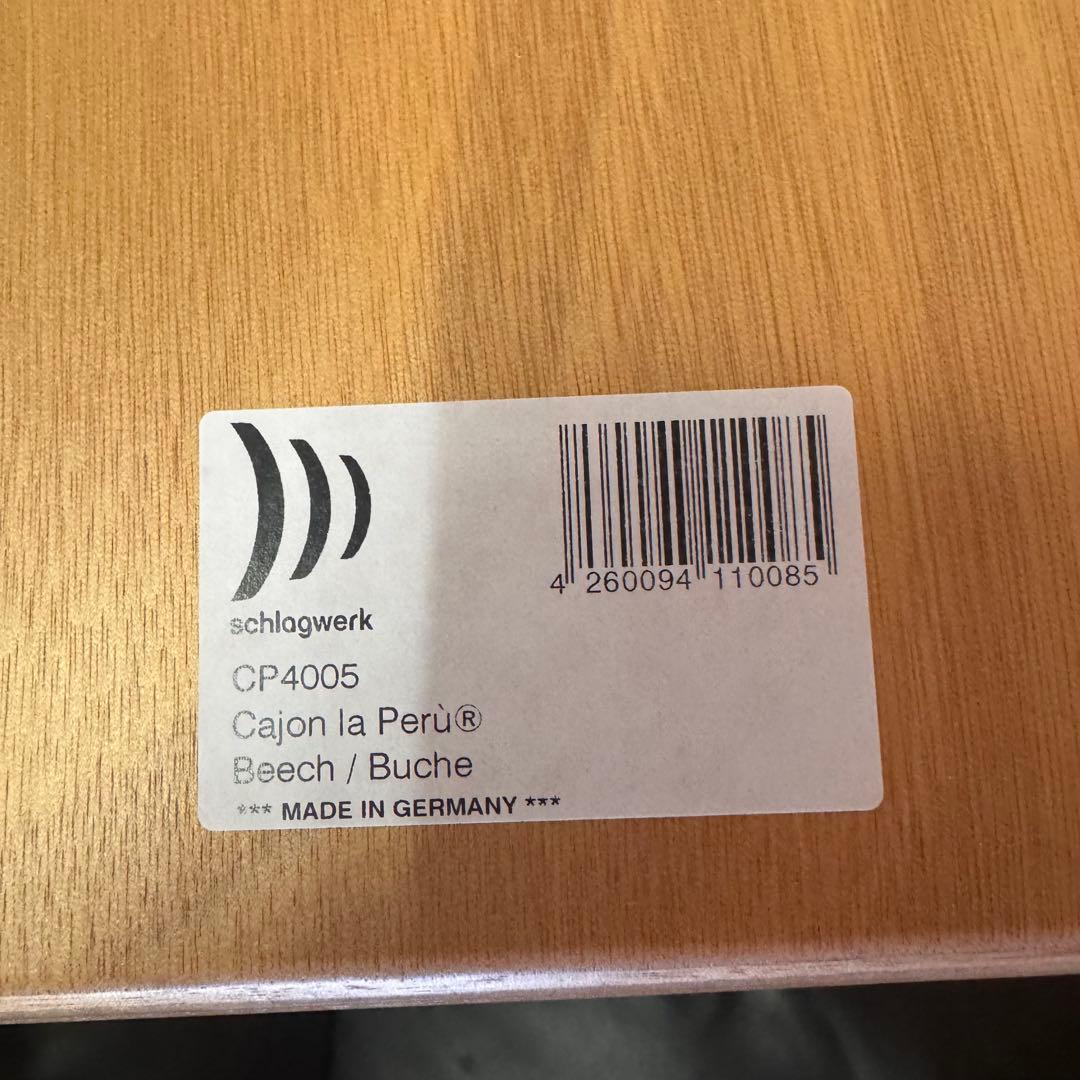 schlagwerk
4 260094 110085
CP4005
Cajon la Perù®
Beech / Buche
*** MADE IN GERMANY ***